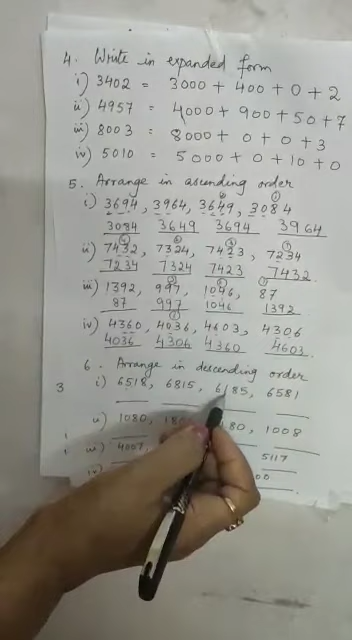 4. Write in expanded form
i) 3402 = 3000 + 400 + 0 + 2
ii) 4957 = 4000 + 900 + 50 + 7
iii) 8003 = 8000 + 0 + 0 + 3
iv) 5010 = 5000 + 0 + 10 + 0
5. Arrange in ascending order
i) 3694, 3964, 3649, 3084
3084 3649 3694 3964
ii) 7432, 7324, 7423, 7234
7234 7324 7423 7432
iii) 1392, 997, 1046, 87
87 997 1046 1392
iv) 4360, 4036, 4603, 4306
4036 4306 4360 4603
6. Arrange in descending order
3
i) 6518, 6815, 6185, 6581
ii) 1080, 180 80, 1008
iii) 4007, 5117
00